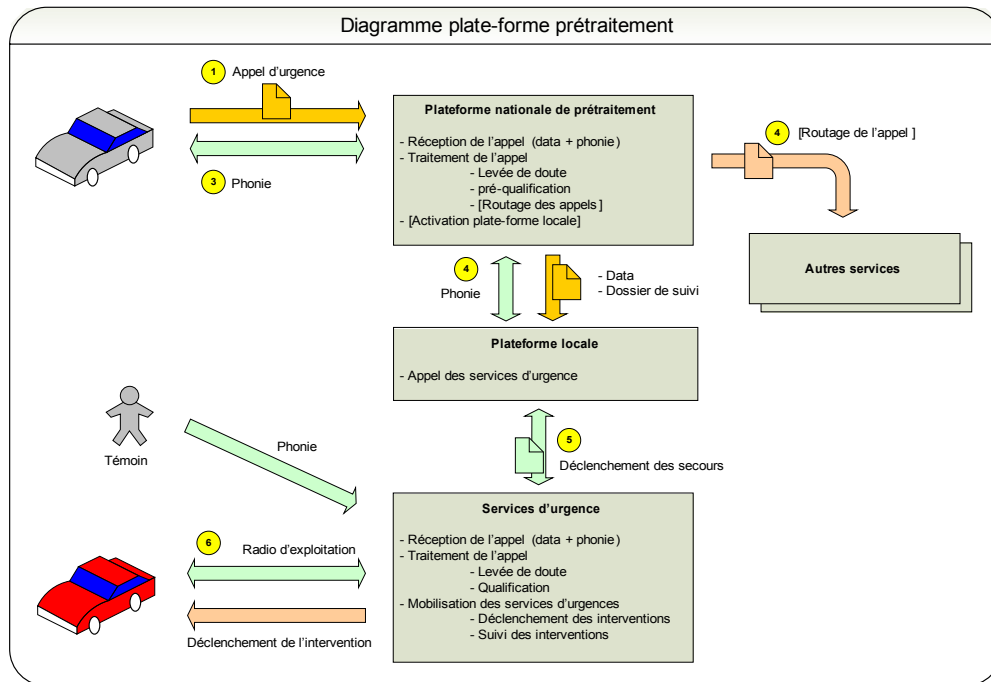 Diagramme plate-forme prétraitement
1
Appel d'urgence
3
Phonie
Plateforme nationale de prétraitement
- Réception de l'appel (data + phonie)
- Traitement de l'appel
- Levée de doute
- pré-qualification
- [Routage des appels]
- [Activation plate-forme locale]
4
[Routage de l'appel ]
Autres services
4
Phonie
- Data
- Dossier de suivi
Plateforme locale
- Appel des services d'urgence
Témoin
Phonie
5
Déclenchement des secours
Services d'urgence
- Réception de l'appel (data + phonie)
- Traitement de l'appel
- Levée de doute
- Qualification
- Mobilisation des services d'urgences
- Déclenchement des interventions
- Suivi des interventions
6
Radio d'exploitation
Déclenchement de l'intervention